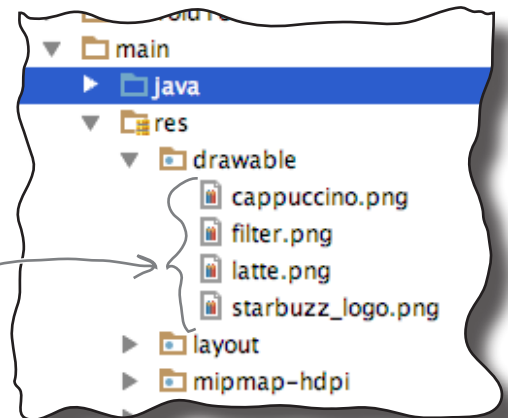 main
java
res
drawable
cappuccino.png
filter.png
latte.png
starbuzz_logo.png
layout
mipmap-hdpi